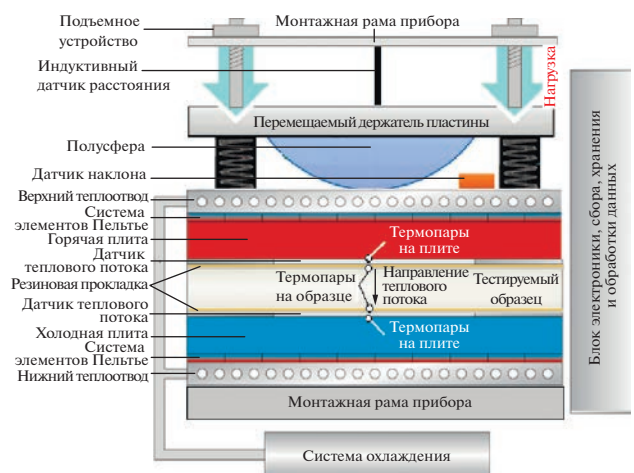 Подъемное
устройство
Монтажная рама прибора
Индуктивный
датчик расстояния
Нагрузка
Перемещаемый держатель пластины
Полусфера
Датчик наклона
Верхний теплоотвод
Система
элементов Пельтье
Горячая плита
Термопары
на плите
Датчик
теплового потока
Резиновая прокладка
Термопары
на образце
Направление
теплового
потока
Тестируемый
образец
Датчик теплового
потока
Холодная плита
Термопары
на плите
Система
элементов Пельтье
Нижний теплоотвод
Монтажная рама прибора
Система охлаждения
Блок электроники, сбора, хранения
и обработки данных